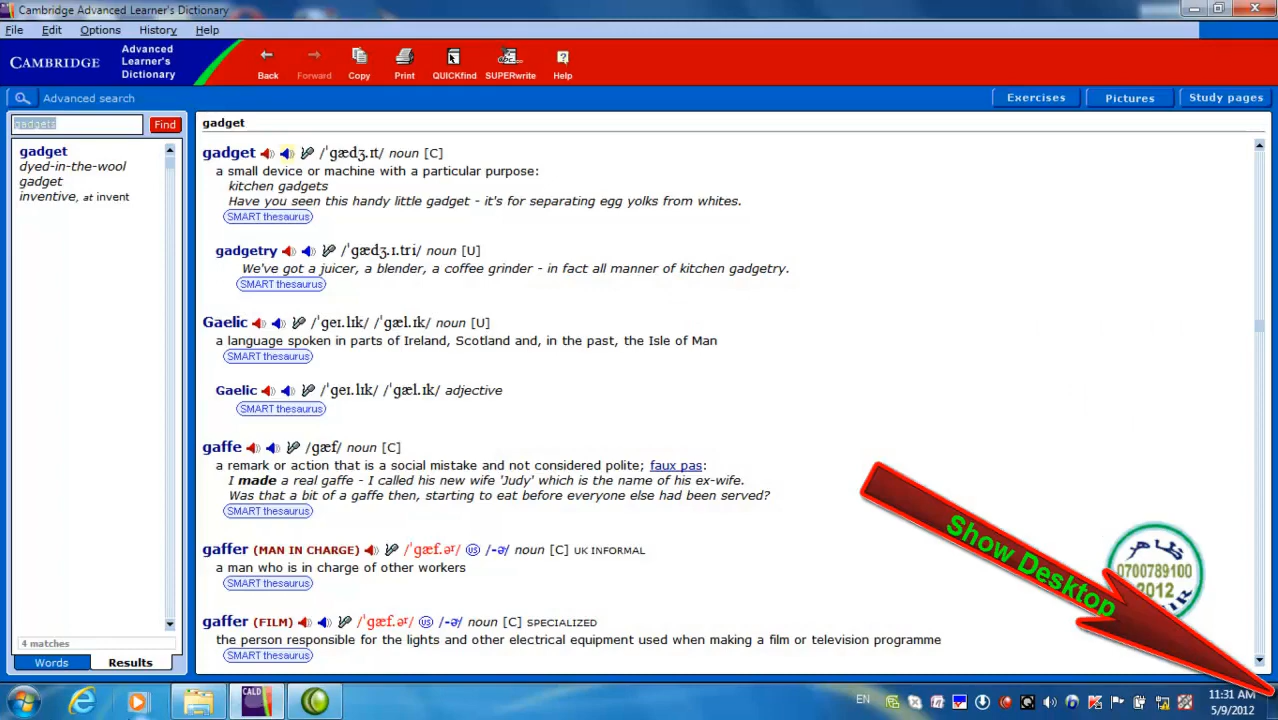 Cambridge Advanced Learner's Dictionary
File Edit Options History Help
CAMBRIDGE
Advanced
Learner's
Dictionary
Back Forward Copy Print QUICKfind SUPERwrite Help
Advanced search
Exercises Pictures Study pages
gadgets Find
gadget
dyed-in-the-wool
gadget
inventive, at invent
4 matches
Words Results
gadget
gadget /ˈgædʒ.ɪt/ noun [C]
a small device or machine with a particular purpose:
kitchen gadgets
Have you seen this handy little gadget - it's for separating egg yolks from whites.
SMART thesaurus
gadgetry /ˈgædʒ.ɪ.tri/ noun [U]
We've got a juicer, a blender, a coffee grinder - in fact all manner of kitchen gadgetry.
SMART thesaurus
Gaelic /ˈgeɪ.lɪk/ /ˈgæl.ɪk/ noun [U]
a language spoken in parts of Ireland, Scotland and, in the past, the Isle of Man
SMART thesaurus
Gaelic /ˈgeɪ.lɪk/ /ˈgæl.ɪk/ adjective
SMART thesaurus
gaffe /gæf/ noun [C]
a remark or action that is a social mistake and not considered polite; faux pas:
I made a real gaffe - I called his new wife 'Judy' which is the name of his ex-wife.
Was that a bit of a gaffe then, starting to eat before everyone else had been served?
SMART thesaurus
gaffer (MAN IN CHARGE) /ˈgæf.əʳ/ US /-ɚ/ noun [C] UK INFORMAL
a man who is in charge of other workers
SMART thesaurus
gaffer (FILM) /ˈgæf.əʳ/ US /-ɚ/ noun [C] SPECIALIZED
the person responsible for the lights and other electrical equipment used when making a film or television programme
SMART thesaurus
Show Desktop
طاهر
0700789100
2012
CALD
EN
11:31 AM
5/9/2012